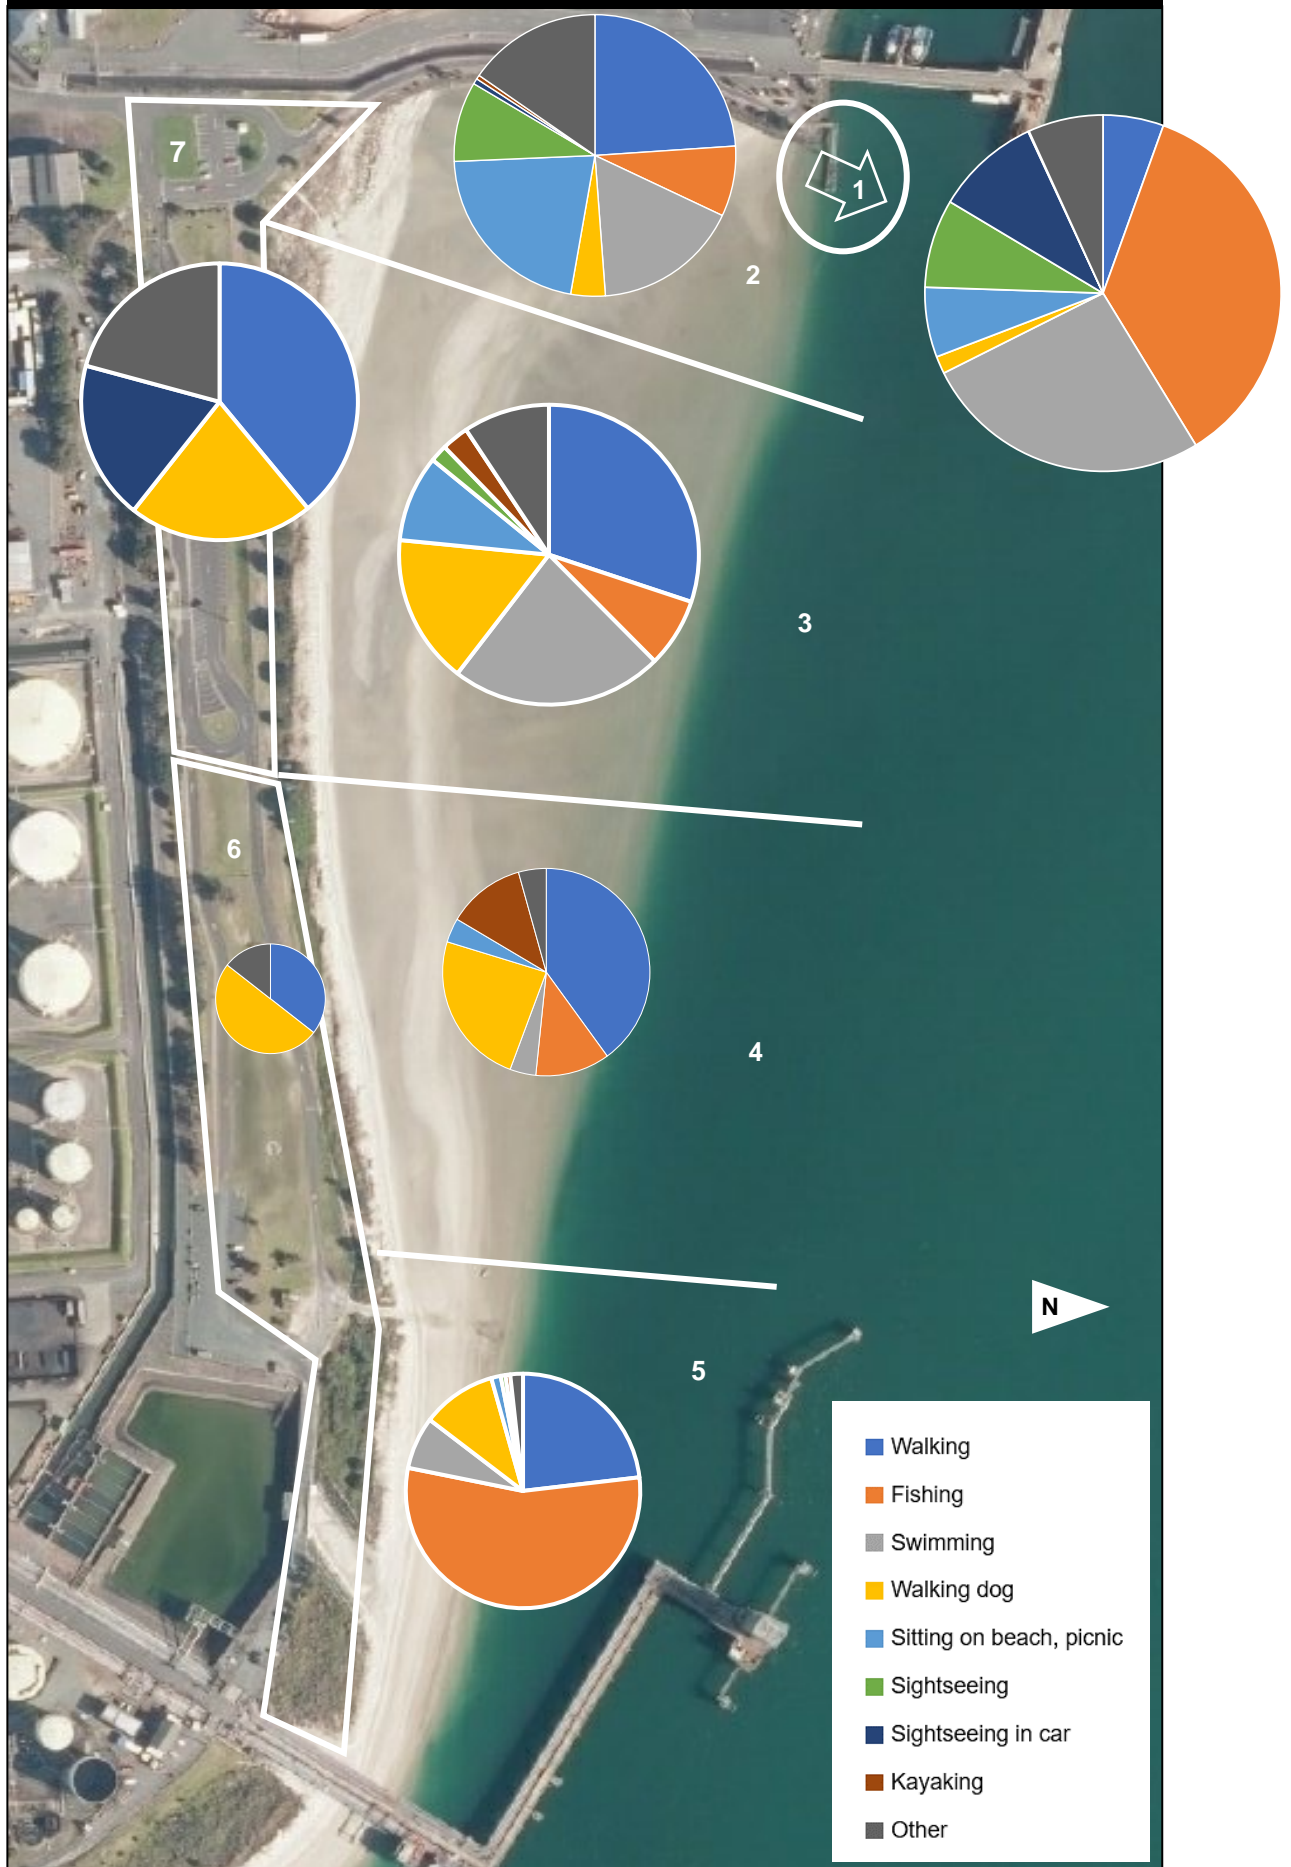 7
1
2
3
6
4
5
N
Walking
Fishing
Swimming
Walking dog
Sitting on beach, picnic
Sightseeing
Sightseeing in car
Kayaking
Other